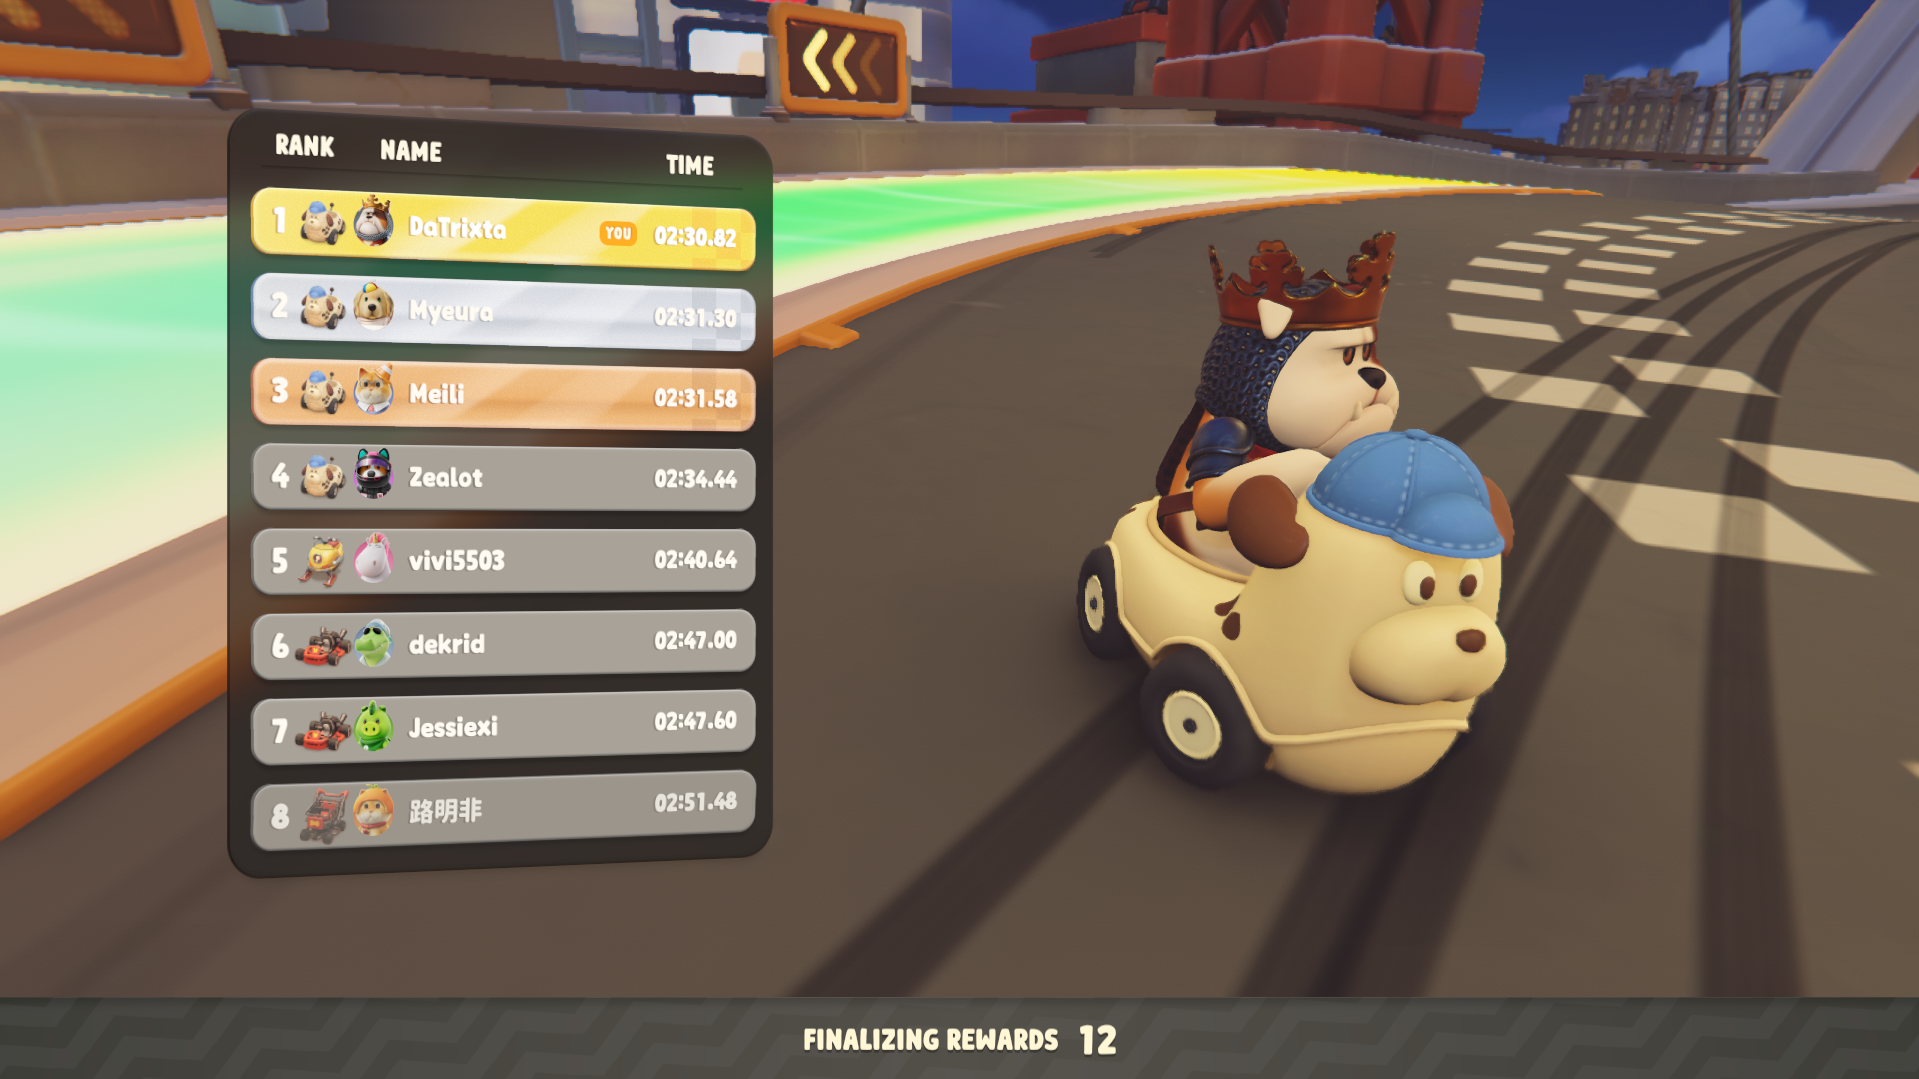 RANK NAME TIME
1 DaTrixta YOU 02:30.82
2 Myeura 02:31.30
3 Meili 02:31.58
4 Zealot 02:34.44
5 vivi5503 02:40.64
6 dekrid 02:47.00
7 Jessiexi 02:47.60
8 路明非 02:51.48
FINALIZING REWARDS 12